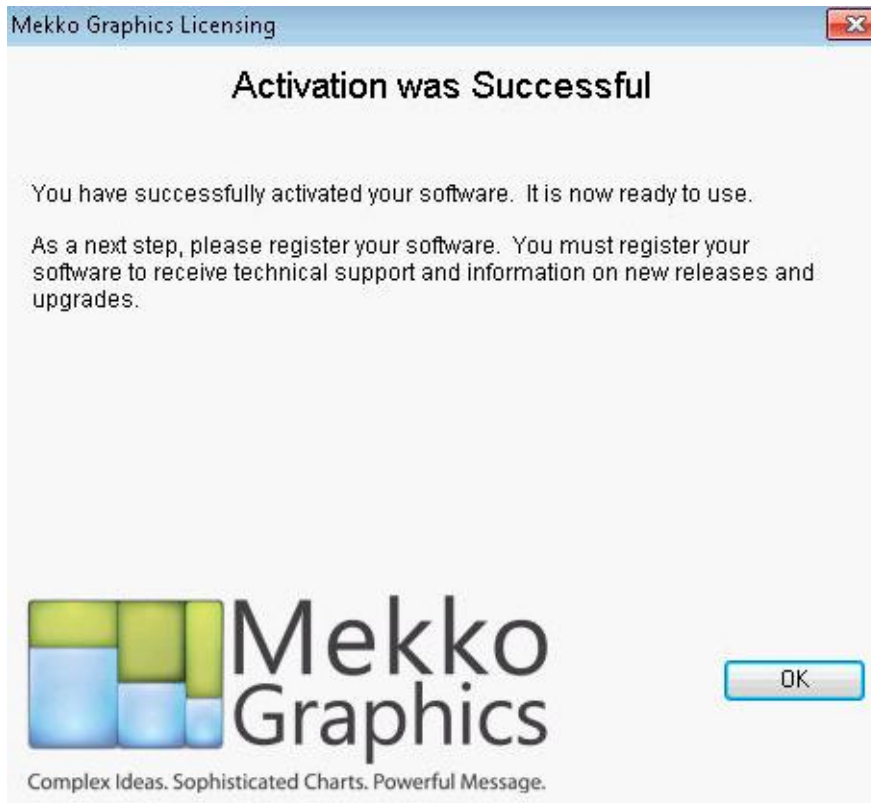 Mekko Graphics Licensing
Activation was Successful
You have successfully activated your software.  It is now ready to use.
As a next step, please register your software.  You must register your
software to receive technical support and information on new releases and
upgrades.
Mekko
Graphics
OK
Complex Ideas. Sophisticated Charts. Powerful Message.